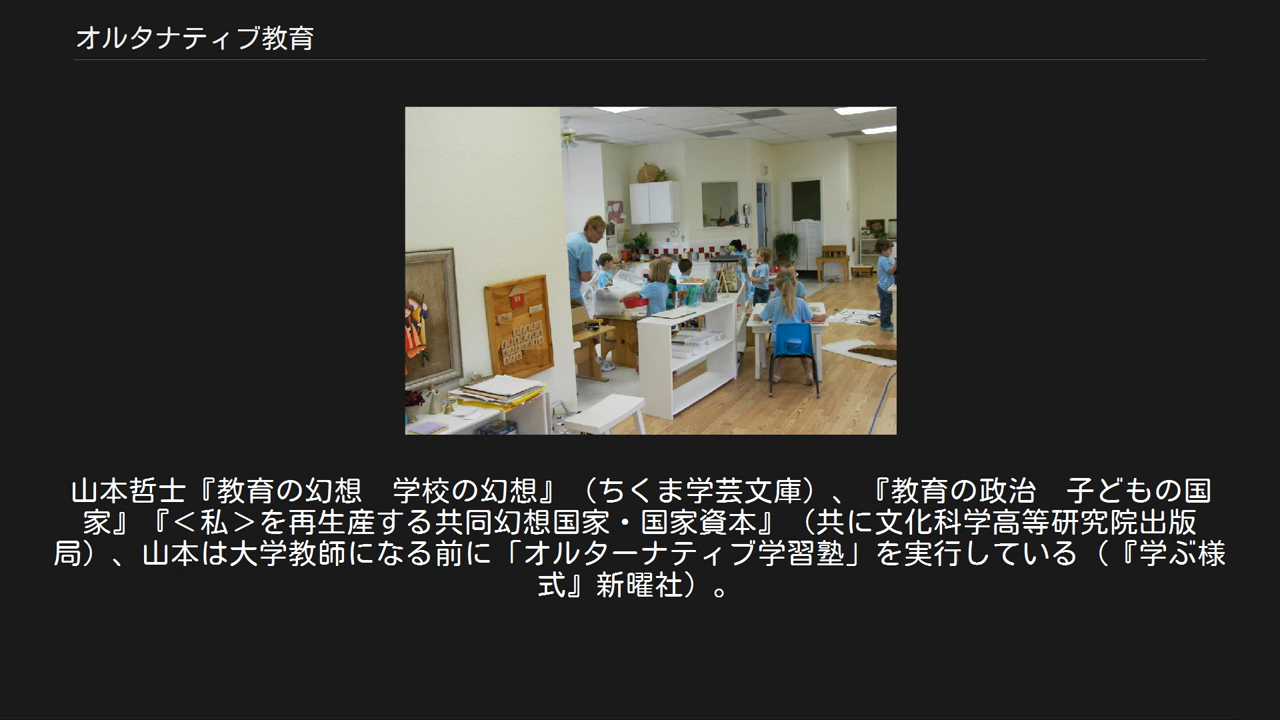 オルタナティブ教育
山本哲士『教育の幻想　学校の幻想』（ちくま学芸文庫）、『教育の政治　子どもの国
家』『＜私＞を再生産する共同幻想国家・国家資本』（共に文化科学高等研究院出版
局）、山本は大学教師になる前に「オルターナティブ学習塾」を実行している（『学ぶ様
式』新曜社）。